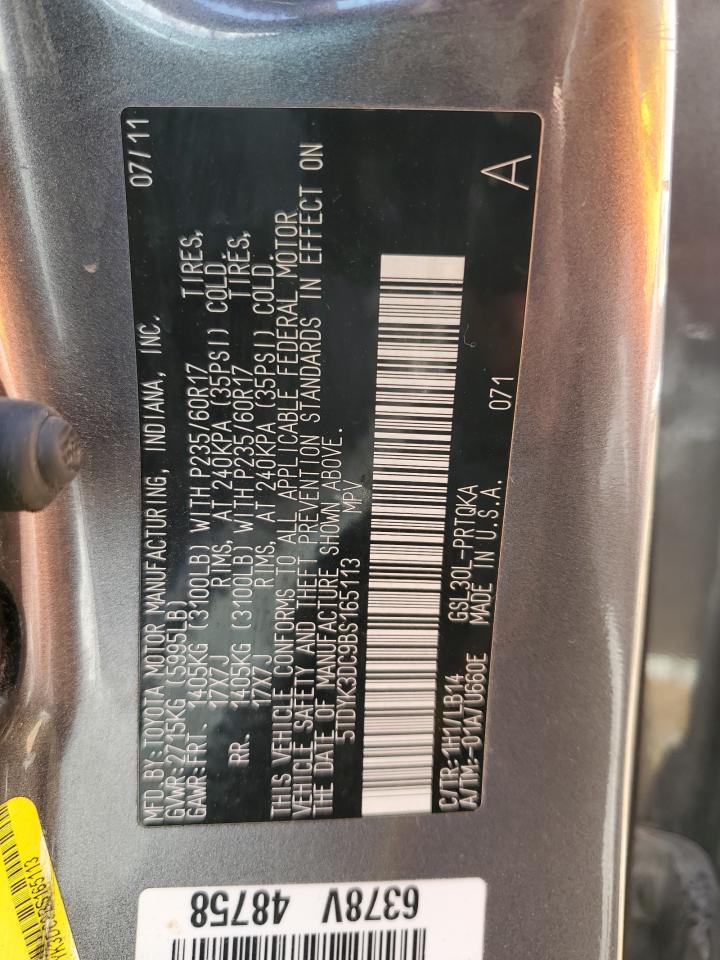 MFD.BY:TOYOTA MOTOR MANUFACTURING, INDIANA, INC. 07/11
GVWR:2715KG (5995LB)
GAWR:FRT. 1405KG (3100LB) WITH P235/60R17 TIRES,
17X7J RIMS, AT 240KPA (35PSI) COLD.
RR. 1405KG (3100LB) WITH P235/60R17 TIRES,
17X7J RIMS, AT 240KPA (35PSI) COLD.
THIS VEHICLE CONFORMS TO ALL APPLICABLE FEDERAL MOTOR
VEHICLE SAFETY AND THEFT PREVENTION STANDARDS IN EFFECT ON
THE DATE OF MANUFACTURE SHOWN ABOVE.
5TDYK3DC9BS165113 MPV
C/TR:1H1/LB14 GSL30L-PRTQKA 071 A
A/TM:-01A/U660E MADE IN U.S.A.
6378V 48758